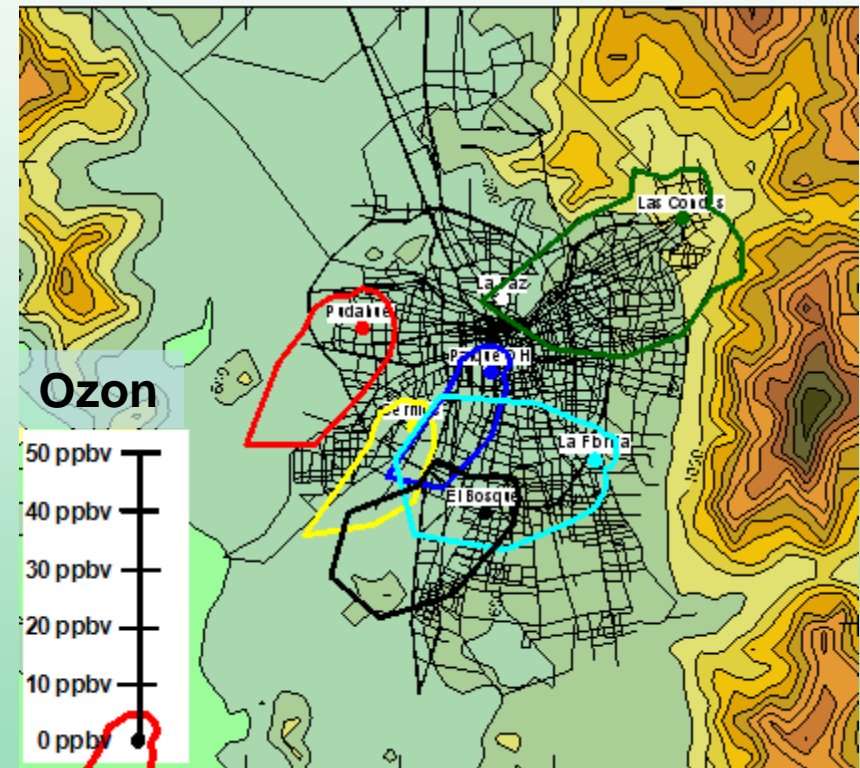 Las Condes
La Paz
Pudahuel
Parque O H
Cerrillos
La Florida
El Bosque
1020
Ozon
50 ppbv
40 ppbv
30 ppbv
20 ppbv
10 ppbv
0 ppbv